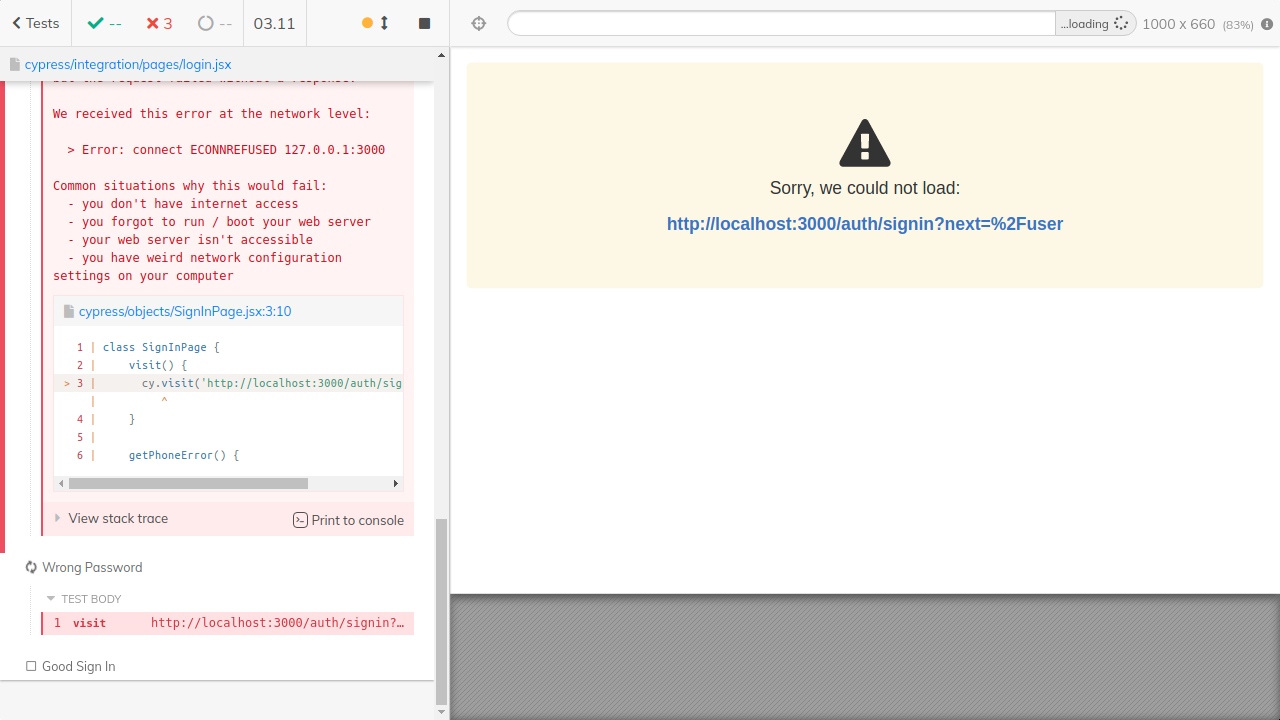 Tests
--
3
--
03.11
...loading
1000 x 660 (83%)
cypress/integration/pages/login.jsx
but the request failed without a response.
We received this error at the network level:
> Error: connect ECONNREFUSED 127.0.0.1:3000
Common situations why this would fail:
- you don't have internet access
- you forgot to run / boot your web server
- your web server isn't accessible
- you have weird network configuration
settings on your computer
cypress/objects/SignInPage.jsx:3:10
1 | class SignInPage {
2 | visit() {
> 3 | cy.visit('http://localhost:3000/auth/sig
| ^
4 | }
5 |
6 | getPhoneError() {
View stack trace
Print to console
Wrong Password
TEST BODY
1 visit http://localhost:3000/auth/signin?…
Good Sign In
Sorry, we could not load:
http://localhost:3000/auth/signin?next=%2Fuser